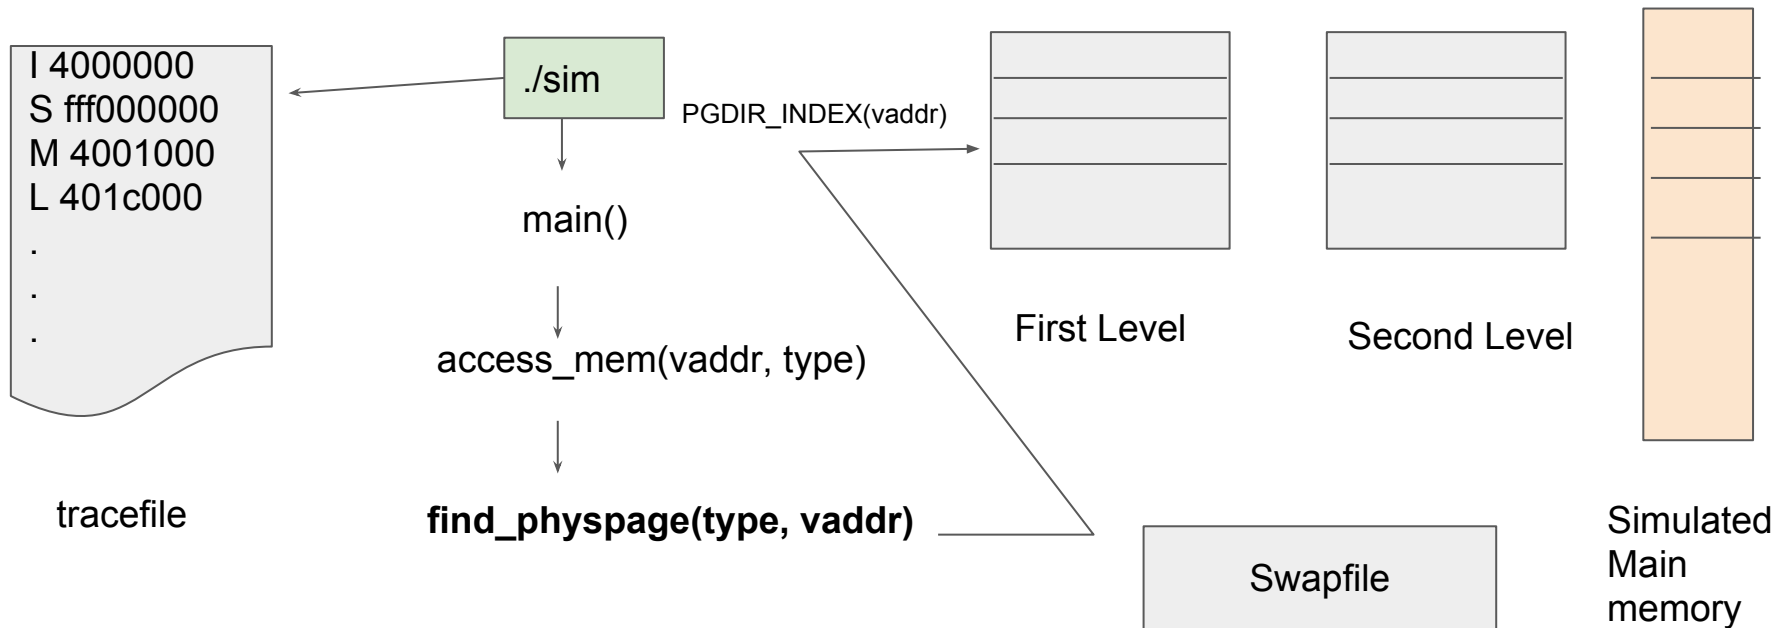 I 4000000
S fff000000
M 4001000
L 401c000
.
.
.
tracefile
./sim
main()
access_mem(vaddr, type)
find_physpage(type, vaddr)
PGDIR_INDEX(vaddr)
First Level
Second Level
Swapfile
Simulated
Main
memory